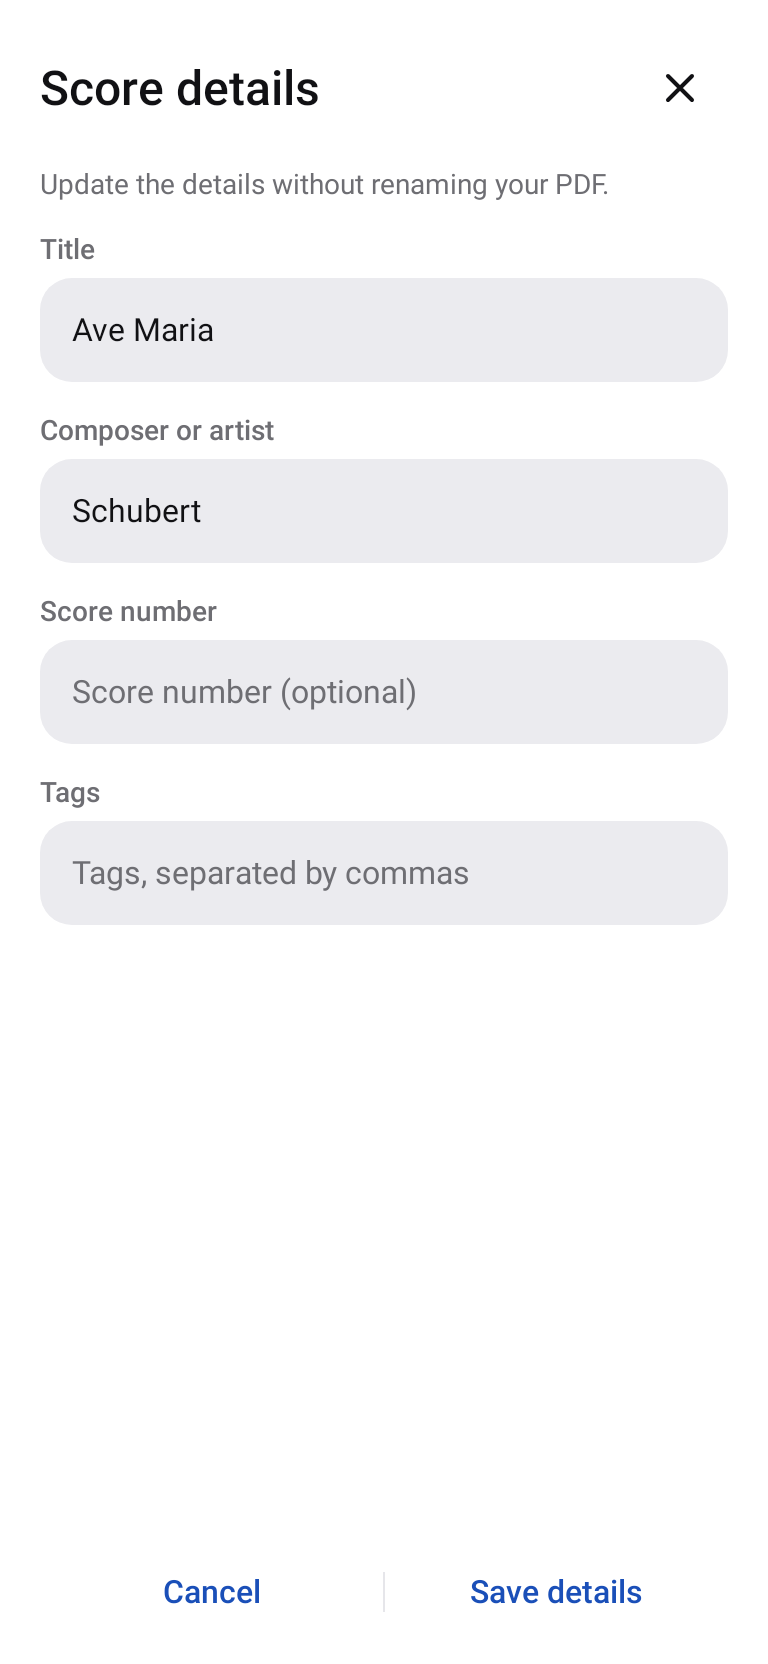 Score details
Update the details without renaming your PDF.
Title
Ave Maria
Composer or artist
Schubert
Score number
Score number (optional)
Tags
Tags, separated by commas
Cancel
Save details